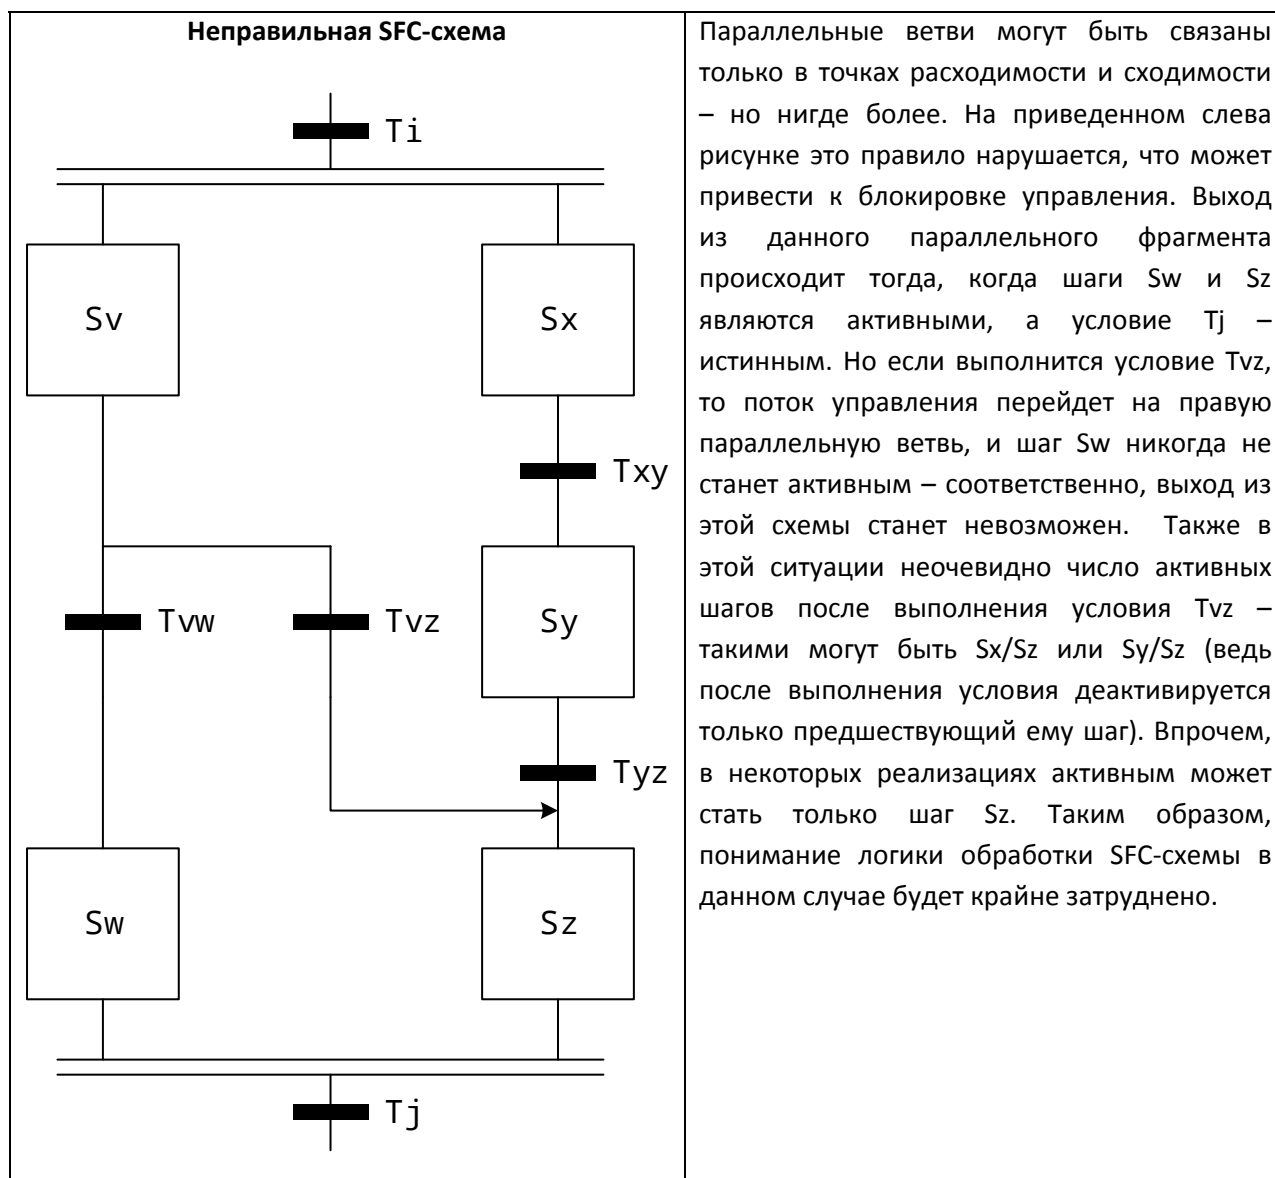 Неправильная SFC-схема
Ti
Sv
Sx
Txy
Tvw
Tvz
Sy
Tyz
Sw
Sz
Tj
Параллельные ветви могут быть связаны
только в точках расходимости и сходимости
– но нигде более. На приведенном слева
рисунке это правило нарушается, что может
привести к блокировке управления. Выход
из данного параллельного фрагмента
происходит тогда, когда шаги Sw и Sz
являются активными, а условие Tj –
истинным. Но если выполнится условие Tvz,
то поток управления перейдет на правую
параллельную ветвь, и шаг Sw никогда не
станет активным – соответственно, выход из
этой схемы станет невозможен. Также в
этой ситуации неочевидно число активных
шагов после выполнения условия Tvz –
такими могут быть Sx/Sz или Sy/Sz (ведь
после выполнения условия деактивируется
только предшествующий ему шаг). Впрочем,
в некоторых реализациях активным может
стать только шаг Sz. Таким образом,
понимание логики обработки SFC-схемы в
данном случае будет крайне затруднено.